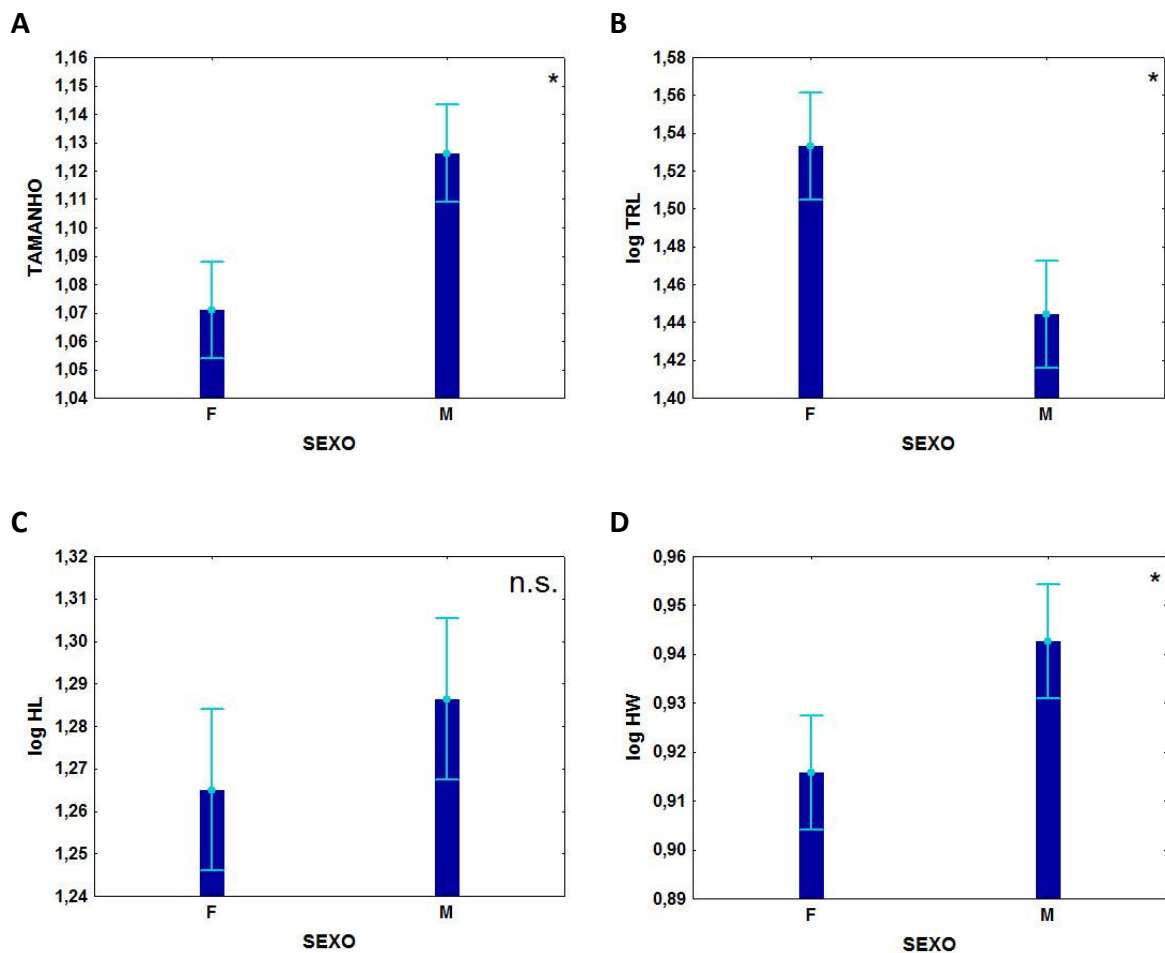 A
1,16
1,15
1,14
1,13
1,12
1,11
1,10
1,09
1,08
1,07
1,06
1,05
1,04
TAMANHO
*
F
M
SEXO
B
1,58
1,56
1,54
1,52
1,50
1,48
1,46
1,44
1,42
1,40
log TRL
*
F
M
SEXO
C
1,32
1,31
1,30
1,29
1,28
1,27
1,26
1,25
1,24
log HL
n.s.
F
M
SEXO
D
0,96
0,95
0,94
0,93
0,92
0,91
0,90
0,89
log HW
*
F
M
SEXO